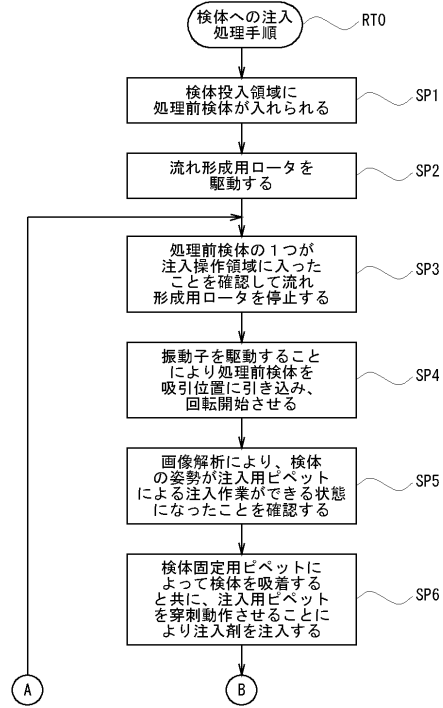 検体への注入
処理手順
RT0
検体投入領域に
処理前検体が入れられる
SP1
流れ形成用ロータを
駆動する
SP2
処理前検体の1つが
注入操作領域に入った
ことを確認して流れ
形成用ロータを停止する
SP3
振動子を駆動すること
により処理前検体を
吸引位置に引き込み、
回転開始させる
SP4
画像解析により、検体
の姿勢が注入用ピペット
による注入作業ができる状態
になったことを確認する
SP5
検体固定用ピペットに
よって検体を吸着する
と共に、注入用ピペット
を穿刺動作させることに
より注入剤を注入する
SP6
A
B